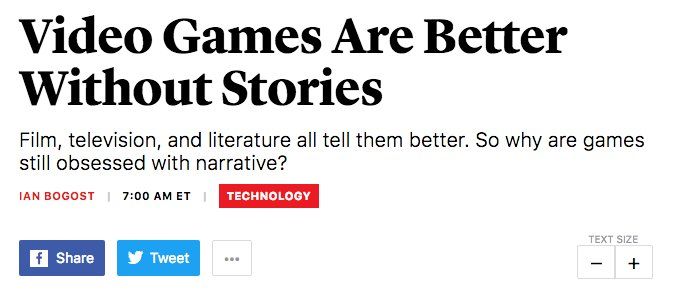 Video Games Are Better
Without Stories
Film, television, and literature all tell them better. So why are games
still obsessed with narrative?
IAN BOGOST | 7:00 AM ET | TECHNOLOGY
TEXT SIZE
f Share Tweet ••• − +